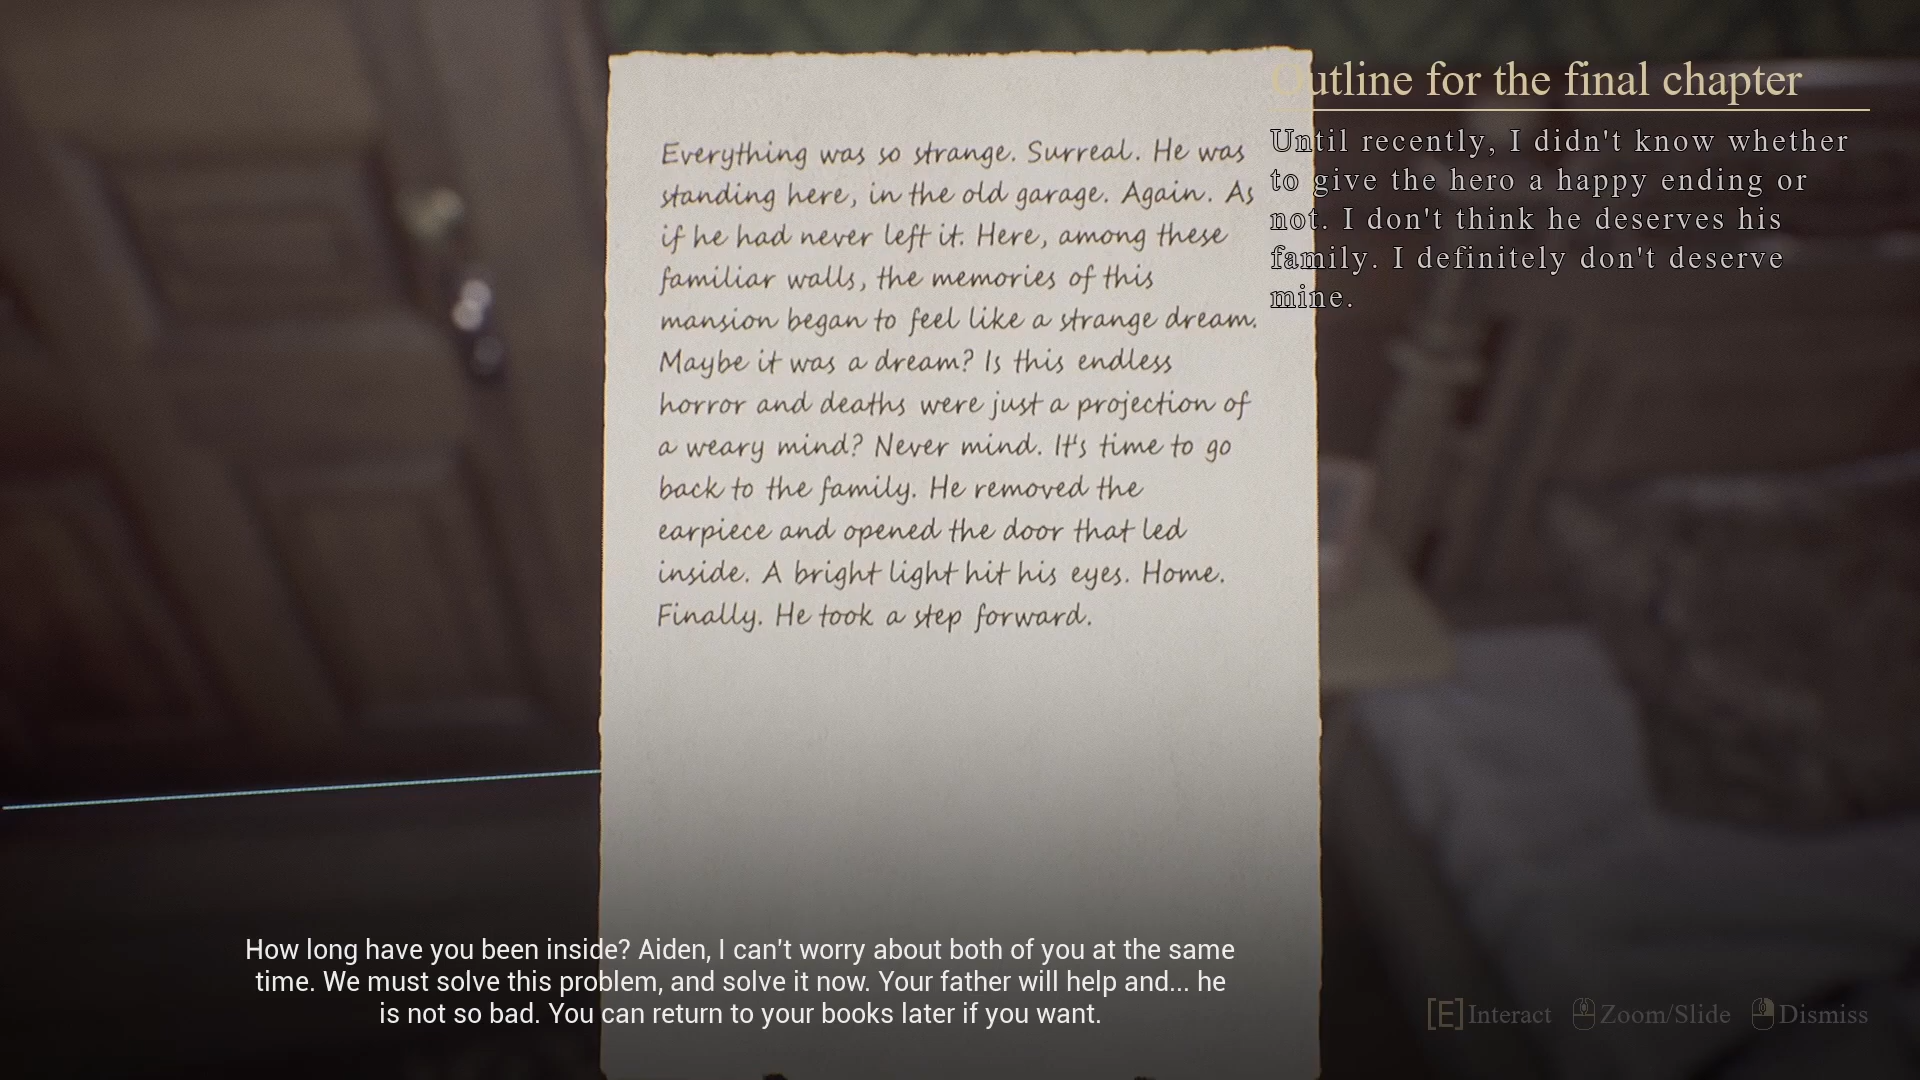 Outline for the final chapter
Until recently, I didn't know whether
to give the hero a happy ending or
not. I don't think he deserves his
family. I definitely don't deserve
mine.
Everything was so strange. Surreal. He was
standing here, in the old garage. Again. As
if he had never left it. Here, among these
familiar walls, the memories of this
mansion began to feel like a strange dream.
Maybe it was a dream? Is this endless
horror and deaths were just a projection of
a weary mind? Never mind. It's time to go
back to the family. He removed the
earpiece and opened the door that led
inside. A bright light hit his eyes. Home.
Finally. He took a step forward.
How long have you been inside? Aiden, I can't worry about both of you at the same
time. We must solve this problem, and solve it now. Your father will help and... he
is not so bad. You can return to your books later if you want.
[E] Interact Zoom/Slide Dismiss